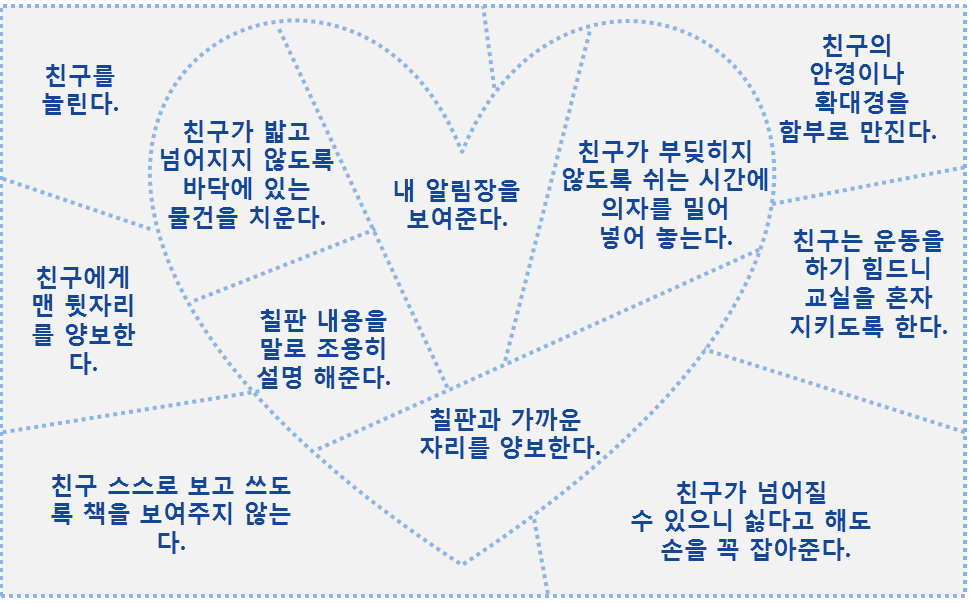 친구를
놀린다.
친구의
안경이나
확대경을
함부로 만진다.
친구가 밟고
넘어지지 않도록
바닥에 있는
물건을 치운다.
내 알림장을
보여준다.
친구가 부딪히지
않도록 쉬는 시간에
의자를 밀어
넣어 놓는다.
친구에게
맨 뒷자리
를 양보한
다.
칠판 내용을
말로 조용히
설명 해준다.
친구는 운동을
하기 힘드니
교실을 혼자
지키도록 한다.
칠판과 가까운
자리를 양보한다.
친구 스스로 보고 쓰도
록 책을 보여주지 않는
다.
친구가 넘어질
수 있으니 싫다고 해도
손을 꼭 잡아준다.